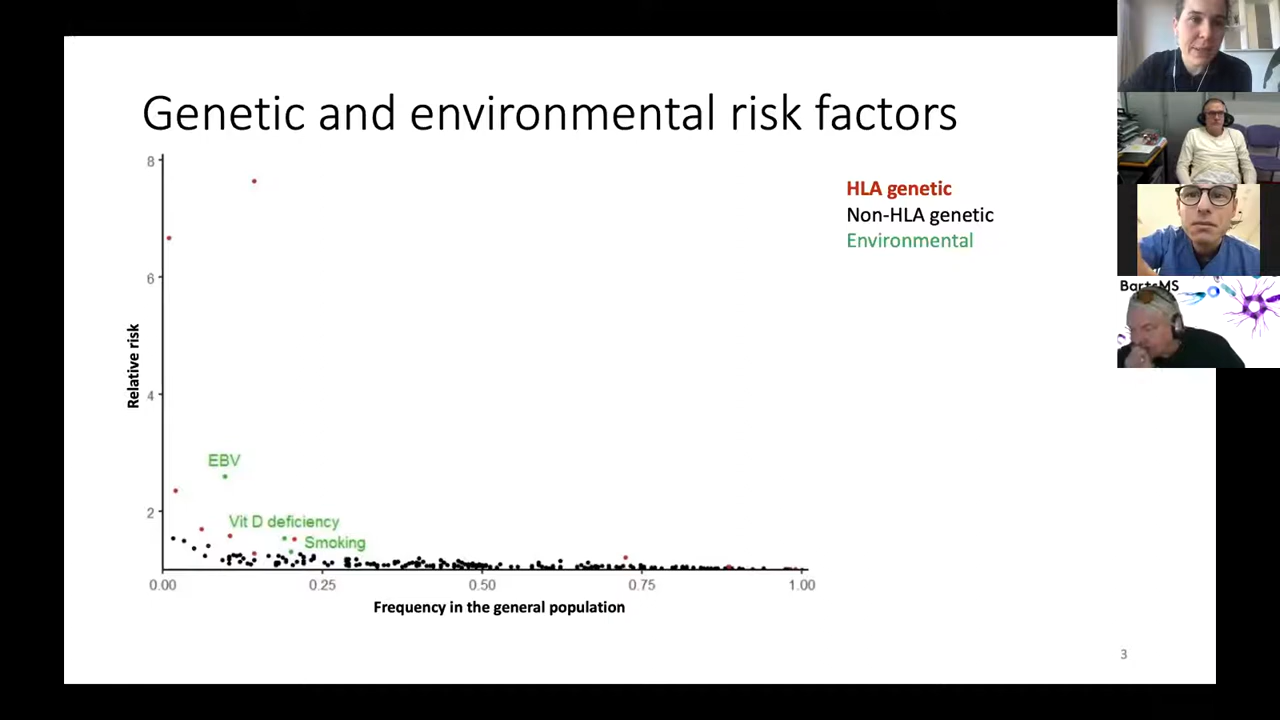 Genetic and environmental risk factors
8
6
4
2
Relative risk
0.00
0.25
0.50
0.75
1.00
Frequency in the general population
EBV
Vit D deficiency
Smoking
HLA genetic
Non-HLA genetic
Environmental
BartsMS
3